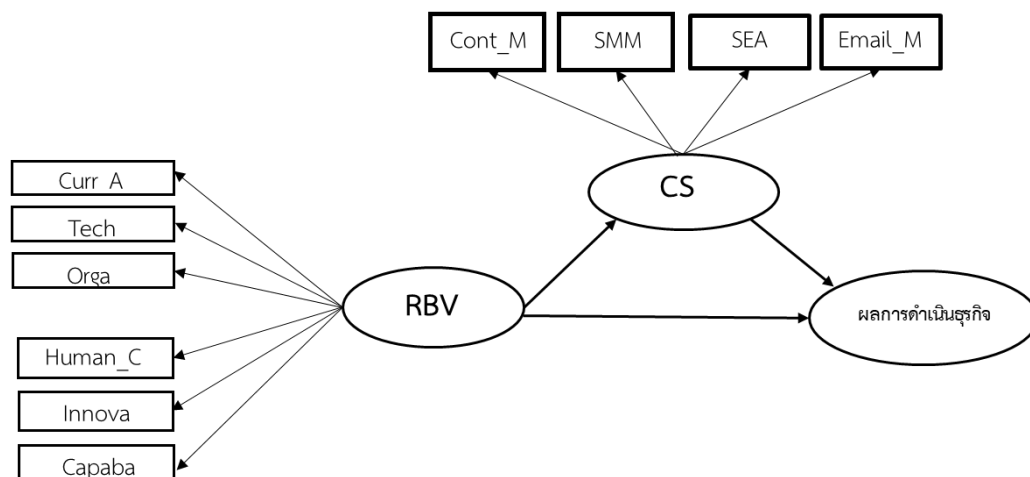 Cont_M
SMM
SEA
Email_M
CS
Curr_A
Tech
Orga
RBV
ผลการดำเนินธุรกิจ
Human_C
Innova
Capaba